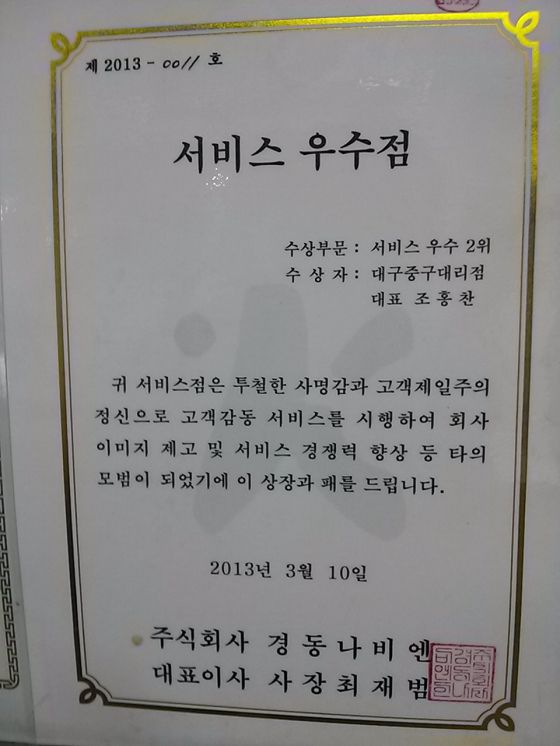 제 2013 - 0011 호
서비스 우수점
수상부문 : 서비스 우수 2위
수 상 자 : 대구중구대리점
대표 조홍찬
귀 서비스점은 투철한 사명감과 고객제일주의
정신으로 고객감동 서비스를 시행하여 회사
이미지 제고 및 서비스 경쟁력 향상 등 타의
모범이 되었기에 이 상장과 패를 드립니다.
2013년 3월 10일
주식회사 경동나비엔
대표이사 사장최재범